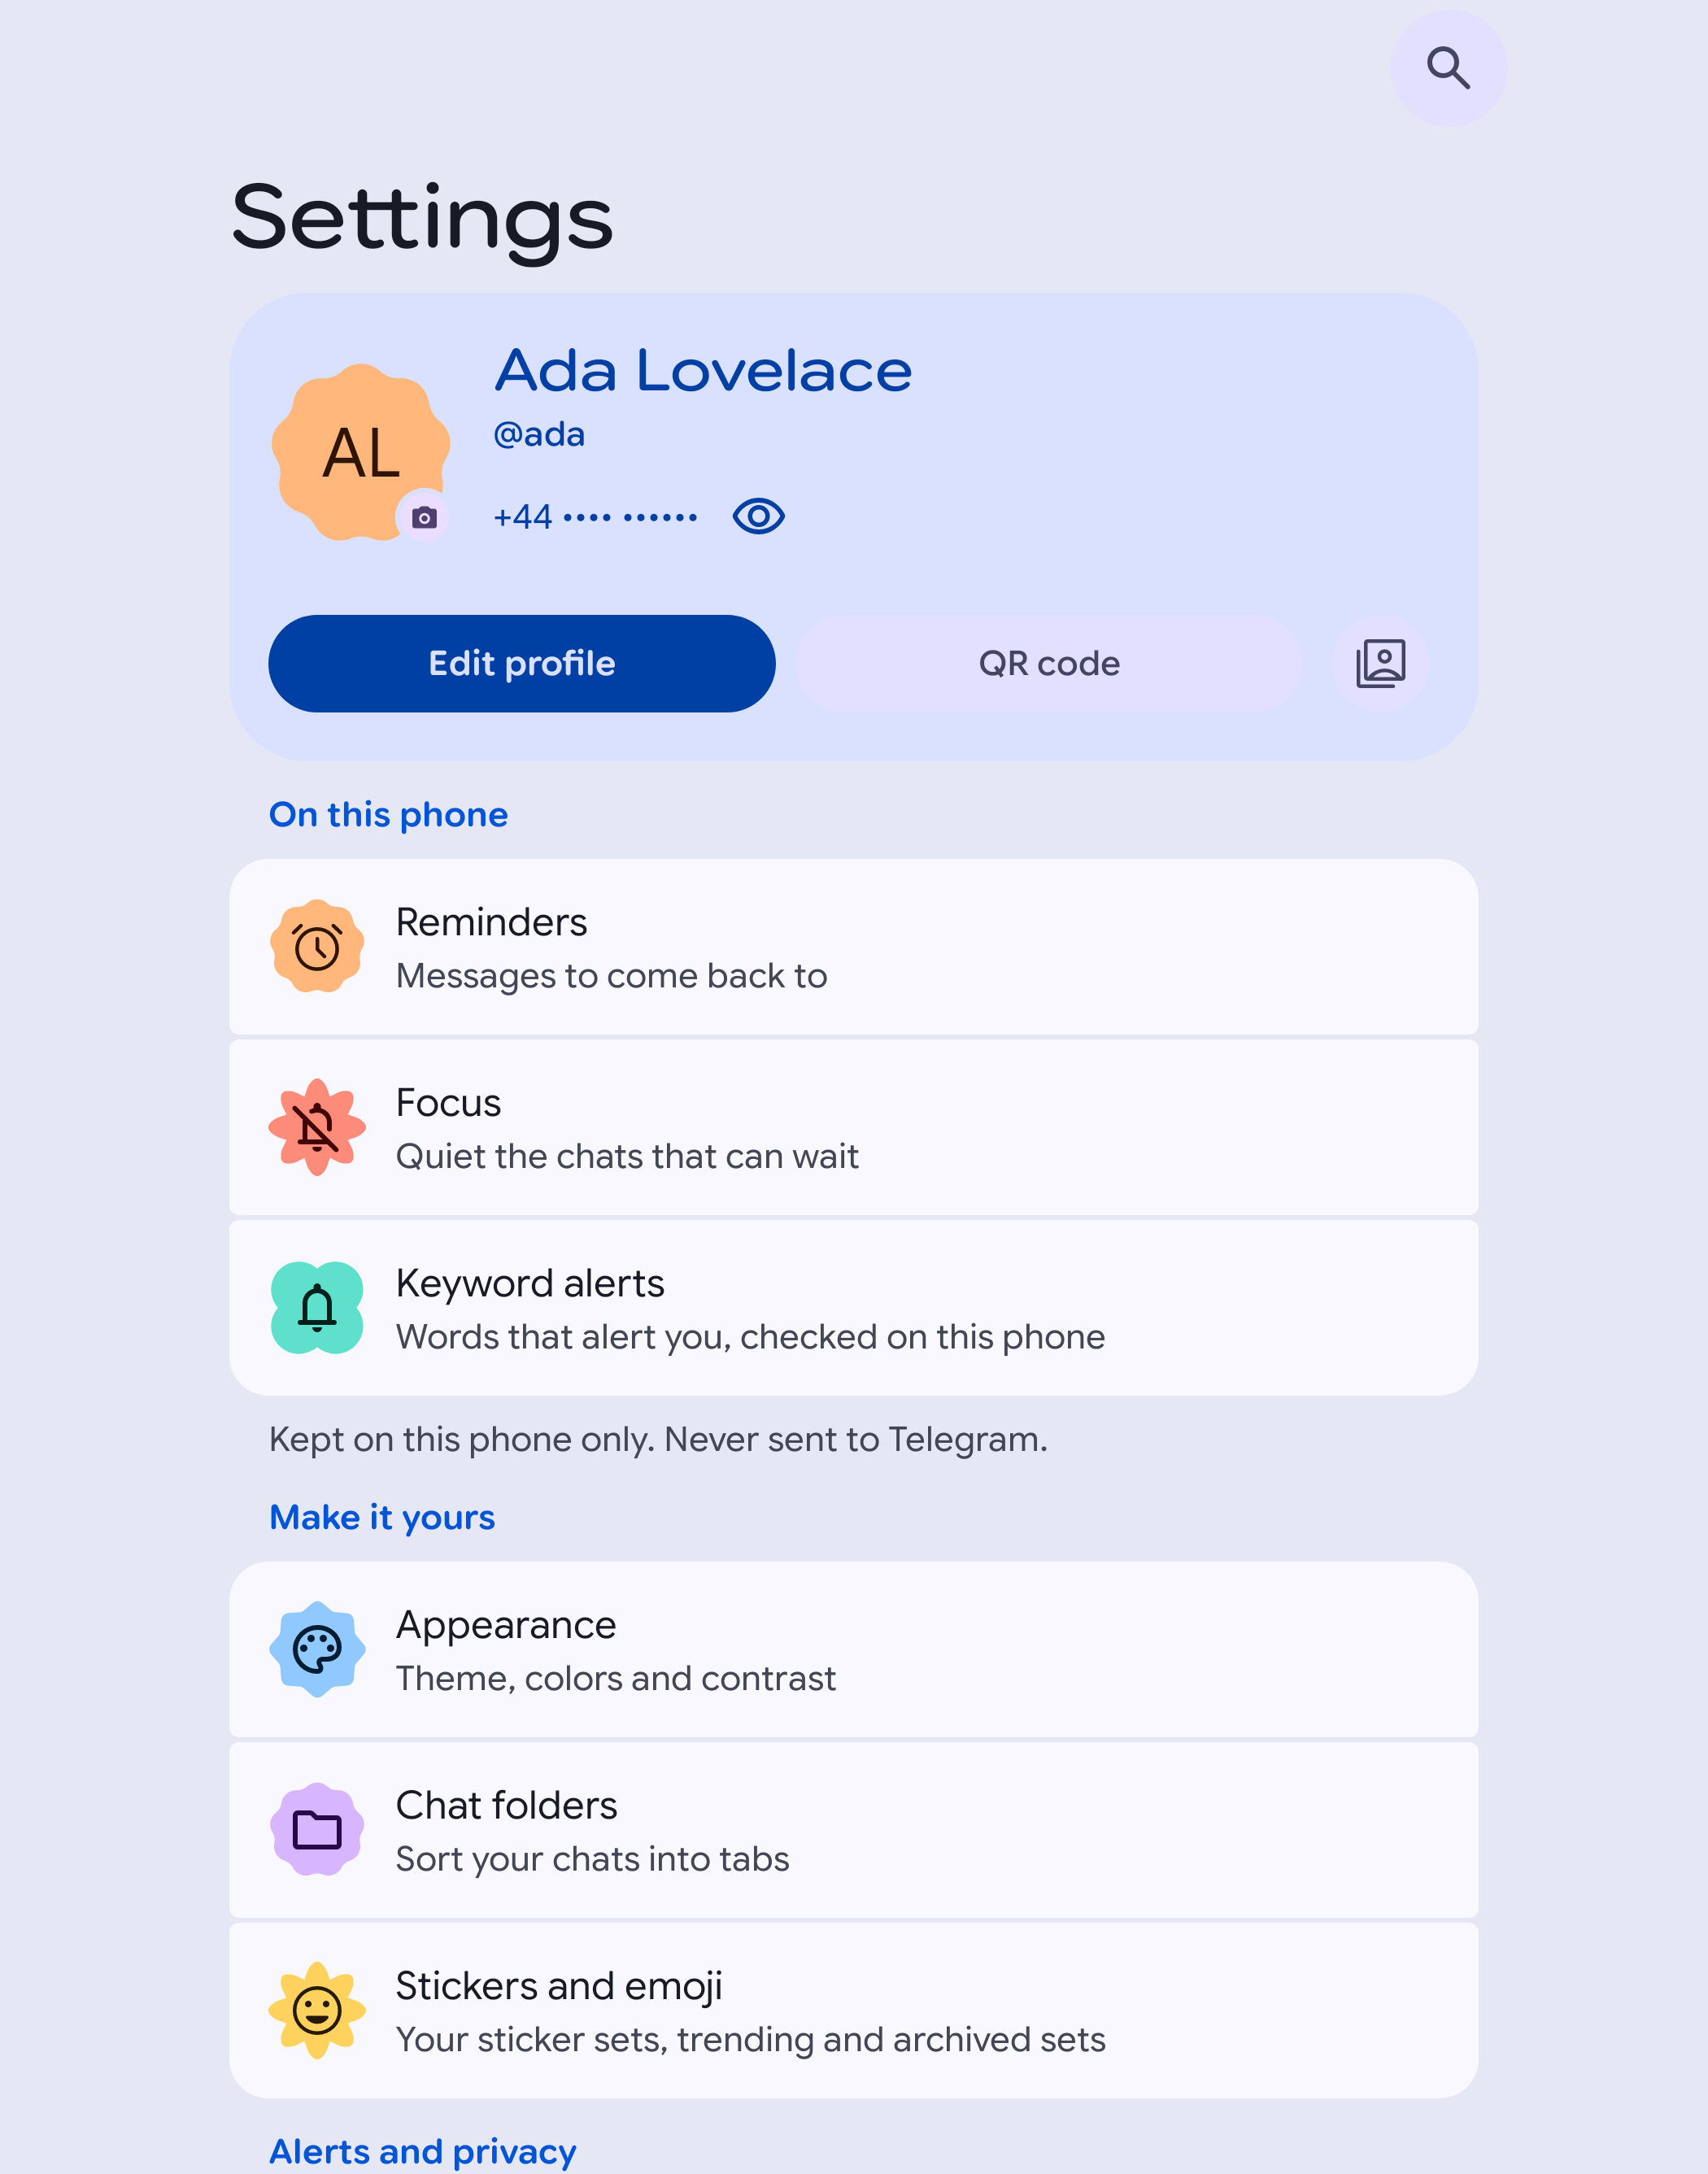 Settings
AL
Ada Lovelace
@ada
+44 •••• ••••••
Edit profile
QR code
On this phone
Reminders
Messages to come back to
Focus
Quiet the chats that can wait
Keyword alerts
Words that alert you, checked on this phone
Kept on this phone only. Never sent to Telegram.
Make it yours
Appearance
Theme, colors and contrast
Chat folders
Sort your chats into tabs
Stickers and emoji
Your sticker sets, trending and archived sets
Alerts and privacy